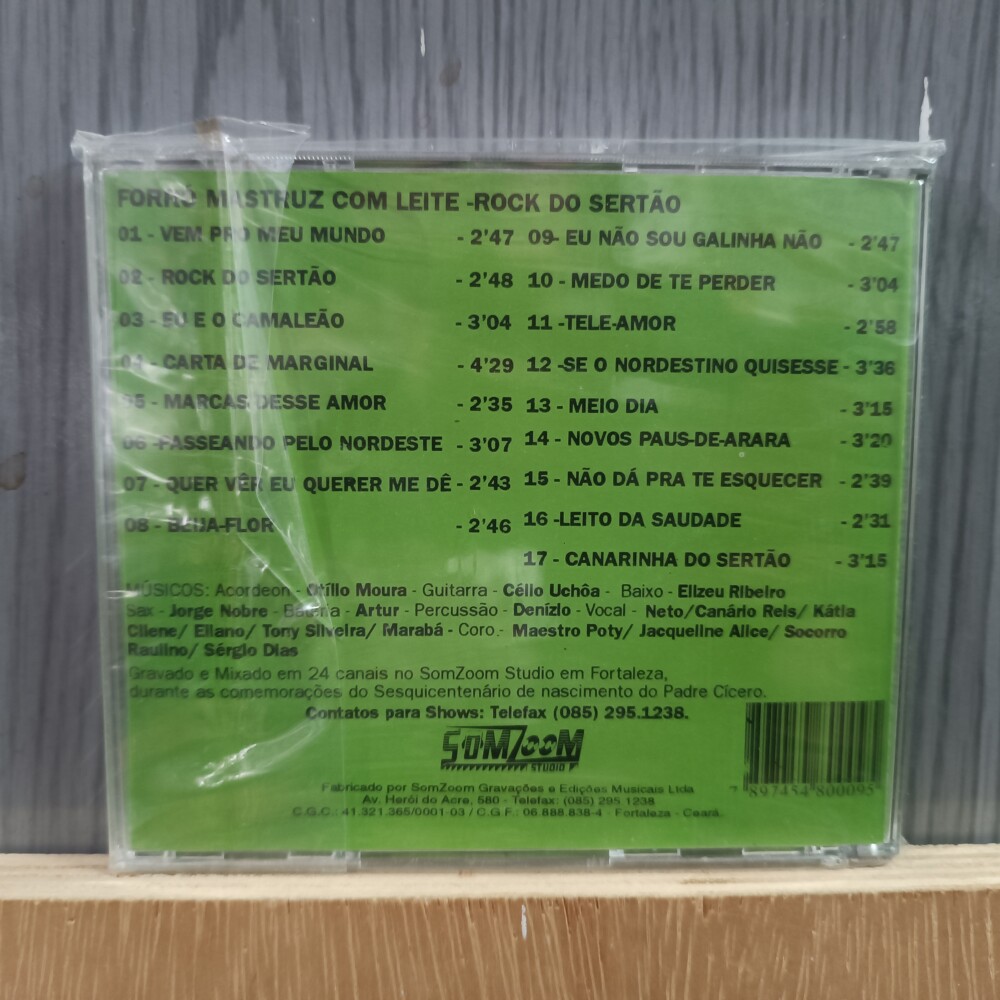 FORRÓ MASTRUZ COM LEITE -ROCK DO SERTÃO
01 - VEM PRO MEU MUNDO - 2'47
02 - ROCK DO SERTÃO - 2'48
03 - EU E O CAMALEÃO - 3'04
04 - CARTA DE MARGINAL - 4'29
05 - MARCAS DESSE AMOR - 2'35
06 -PASSEANDO PELO NORDESTE - 3'07
07 - QUER VÊR EU QUERER ME DÊ - 2'43
08 - BEIJA-FLOR - 2'46
09- EU NÃO SOU GALINHA NÃO - 2'47
10 - MEDO DE TE PERDER - 3'04
11 -TELE-AMOR - 2'58
12 -SE O NORDESTINO QUISESSE - 3'36
13 - MEIO DIA - 3'15
14 - NOVOS PAUS-DE-ARARA - 3'20
15 - NÃO DÁ PRA TE ESQUECER - 2'39
16 -LEITO DA SAUDADE - 2'31
17 - CANARINHA DO SERTÃO - 3'15
MÚSICOS: Acordeon - Otíllo Moura - Guitarra - Céllo Uchôa - Baixo - Elizeu Ribeiro
Sax - Jorge Nobre - Bateria - Artur - Percussão - Denízio - Vocal - Neto/Canário Reis/ Kátia
Cilene/ Eliano/ Tony Silveira/ Marabá - Coro.- Maestro Poty/ Jacqueline Alice/ Socorro
Raulino/ Sérgio Dias
Gravado e Mixado em 24 canais no SomZoom Studio em Fortaleza,
durante as comemorações do Sesquicentenário de nascimento do Padre Cícero.
Contatos para Shows: Telefax (085) 295.1238.
SOMZOOM
STUDIO
Fabricado por SomZoom Gravações e Edições Musicais Ltda
Av. Herói do Acre, 580 - Telefax: (085) 295 1238
C.G.C.: 41.321.365/0001-03 / C.G.F.: 06.888.838-4 - Fortaleza - Ceará.
7 897454 800095